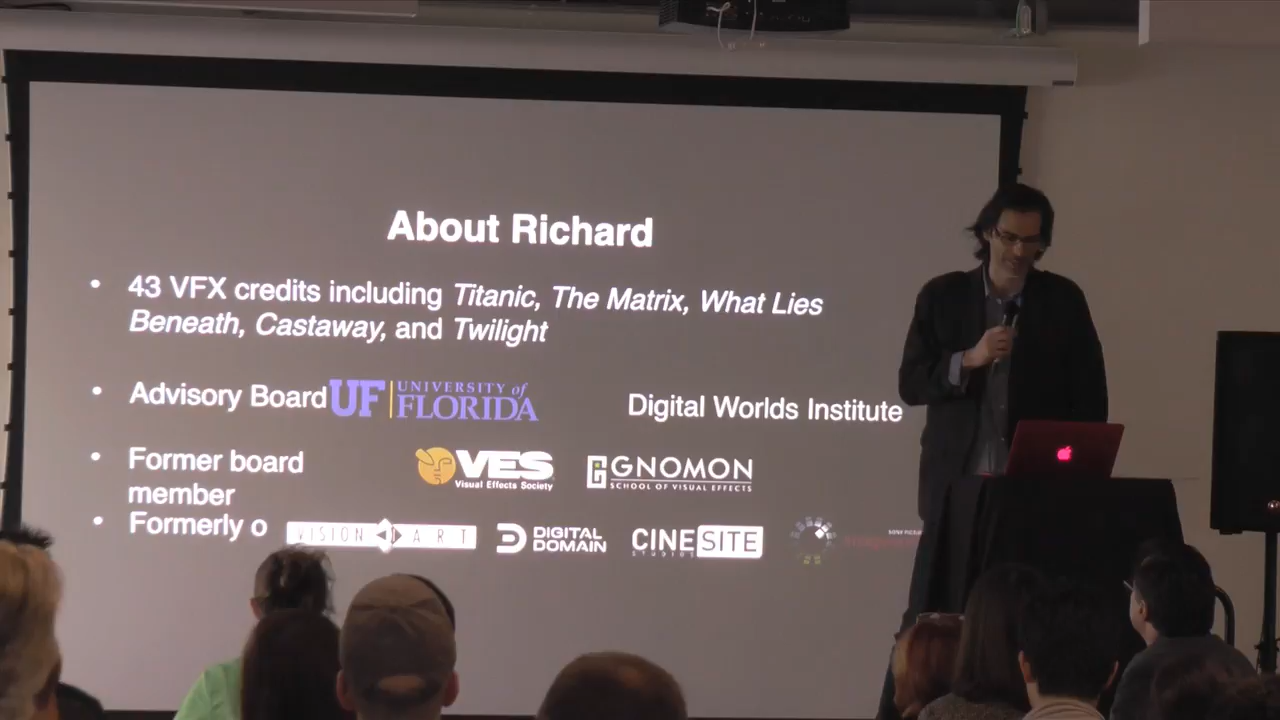 About Richard
• 43 VFX credits including Titanic, The Matrix, What Lies
Beneath, Castaway, and Twilight
• Advisory Board UF UNIVERSITY of FLORIDA Digital Worlds Institute
• Former board
member
VES
Visual Effects Society
GNOMON
SCHOOL OF VISUAL EFFECTS
• Formerly o
VISION ART
DIGITAL DOMAIN
CINESITE
STUDIOS
SONY